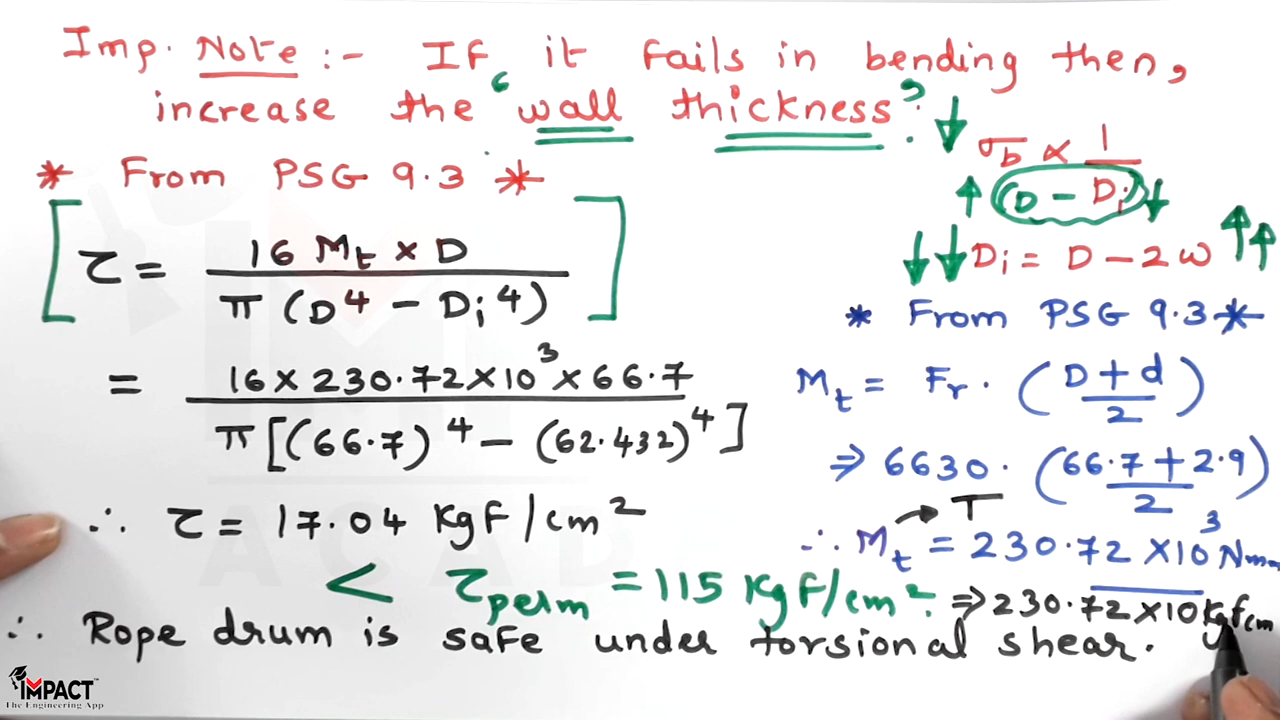 Imp. Note :- If it fails in bending then,
increase the "wall thickness".
* From PSG 9.3 *
τ = 16 Mt × D / π (D⁴ - Di⁴)
= 16 × 230.72 × 10³ × 66.7 / π [(66.7)⁴ - (62.432)⁴]
∴ τ = 17.04 Kgf/cm²
< τperm = 115 Kgf/cm².
∴ Rope drum is safe under torsional shear.
↓ σb ∝ 1 / (D - Di)
Di = D - 2w
* From PSG 9.3 *
Mt = Fr · (D + d / 2)
⇒ 6630 · (66.7 + 2.9 / 2)
T
∴ Mt = 230.72 × 10³ Nmm
⇒ 230.72 × 10 Kgf cm
IMPACT
The Engineering App